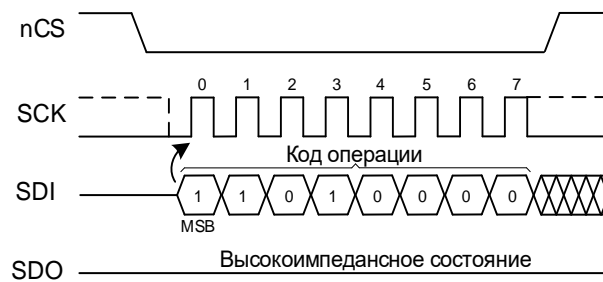 nCS
0 1 2 3 4 5 6 7
SCK
Код операции
SDI
1 1 0 1 0 0 0 0
MSB
Высокоимпедансное состояние
SDO